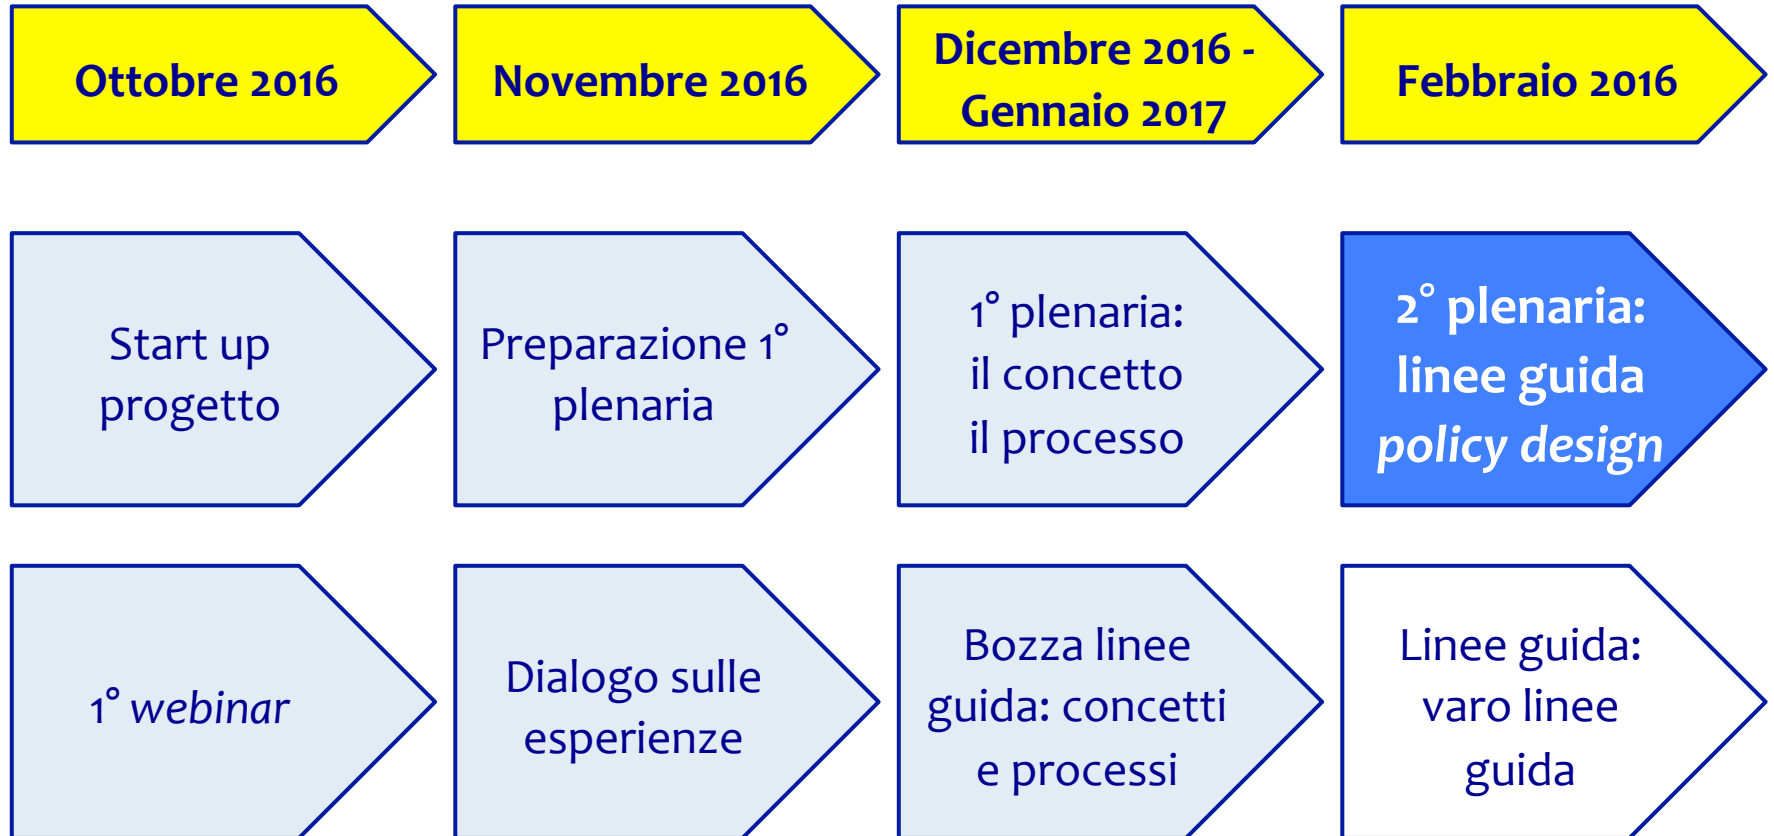 Ottobre 2016
Novembre 2016
Dicembre 2016 -
Gennaio 2017
Febbraio 2016
Start up
progetto
Preparazione 1°
plenaria
1° plenaria:
il concetto
il processo
2° plenaria:
linee guida
policy design
1° webinar
Dialogo sulle
esperienze
Bozza linee
guida: concetti
e processi
Linee guida:
varo linee
guida